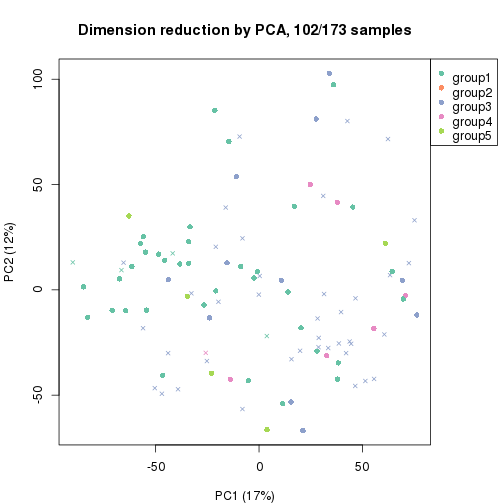 Dimension reduction by PCA, 102/173 samples
group1
group2
group3
group4
group5
100
50
0
-50
PC2 (12%)
-50
0
50
PC1 (17%)